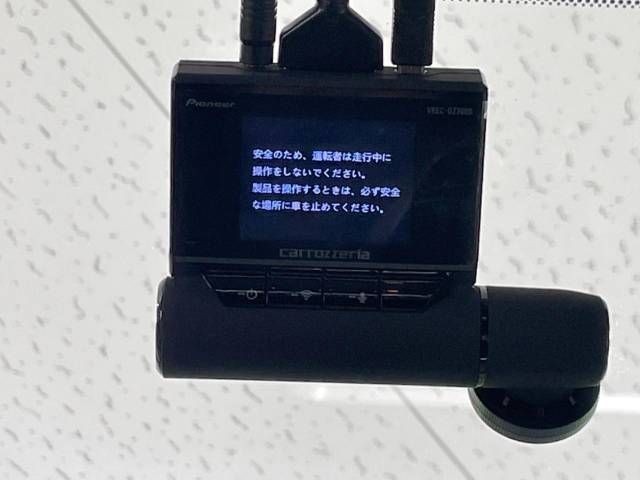 Pioneer
安全のため、運転者は走行中に
操作をしないでください。
製品を操作するときは、必ず安全
な場所に車を止めてください。
carrozzeria